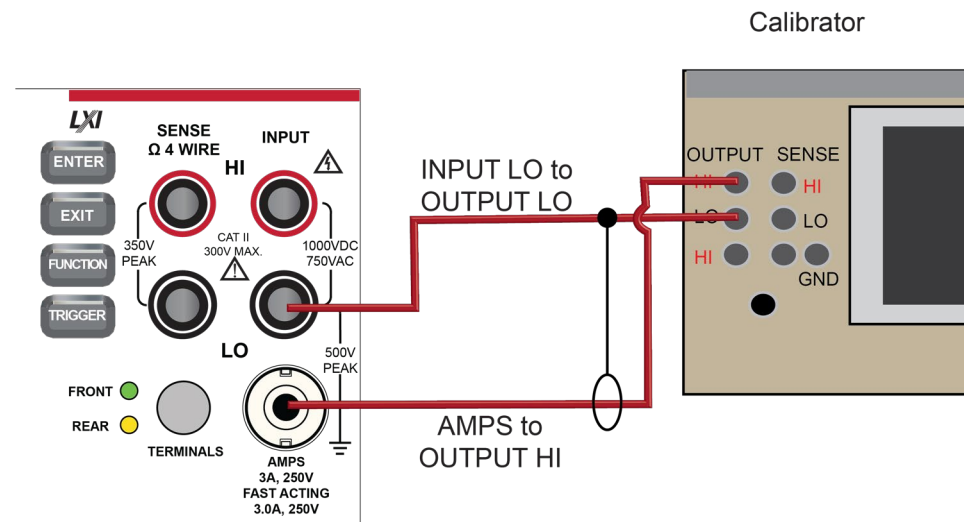 Calibrator
LXI
SENSE
Ω 4 WIRE
INPUT
HI
ENTER
EXIT
FUNCTION
TRIGGER
350V
PEAK
CAT II
300V MAX.
1000VDC
750VAC
LO
500V
PEAK
FRONT
REAR
TERMINALS
AMPS
3A, 250V
FAST ACTING
3.0A, 250V
INPUT LO to
OUTPUT LO
AMPS to
OUTPUT HI
OUTPUT SENSE
HI HI
LO LO
HI
GND